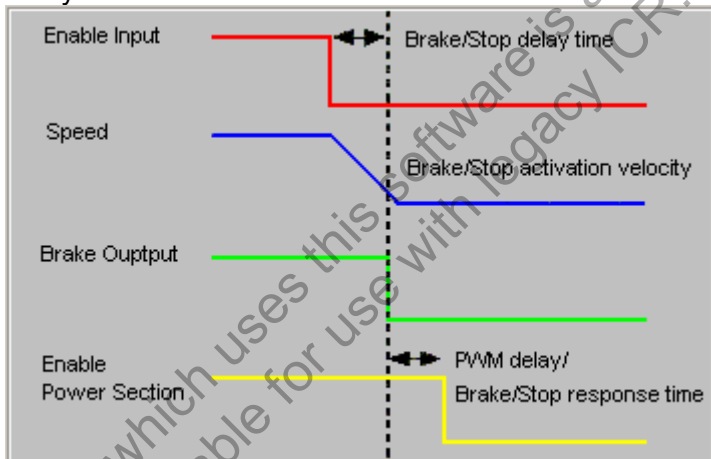 Enable Input
Brake/Stop delay time
Speed
Brake/Stop activation velocity
Brake Ouptput
Enable
Power Section
PWM delay/
Brake/Stop response time
which uses this software is a
able for use with legacy ICR.